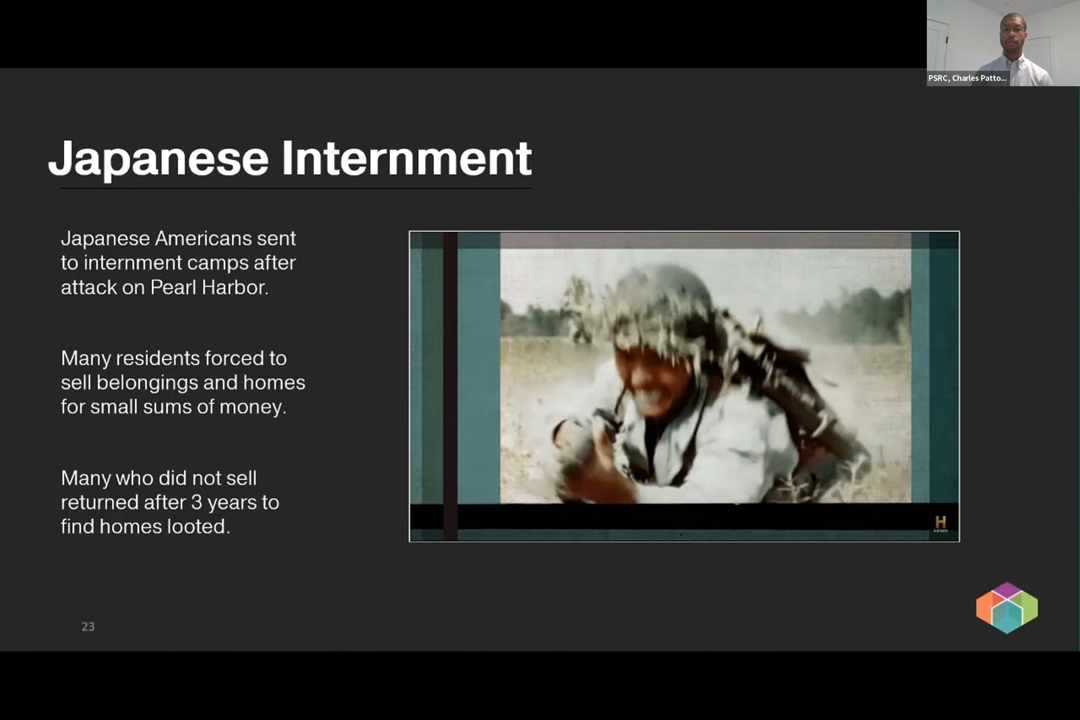 PSRC, Charles Patto...
Japanese Internment
Japanese Americans sent
to internment camps after
attack on Pearl Harbor.
Many residents forced to
sell belongings and homes
for small sums of money.
Many who did not sell
returned after 3 years to
find homes looted.
H
23